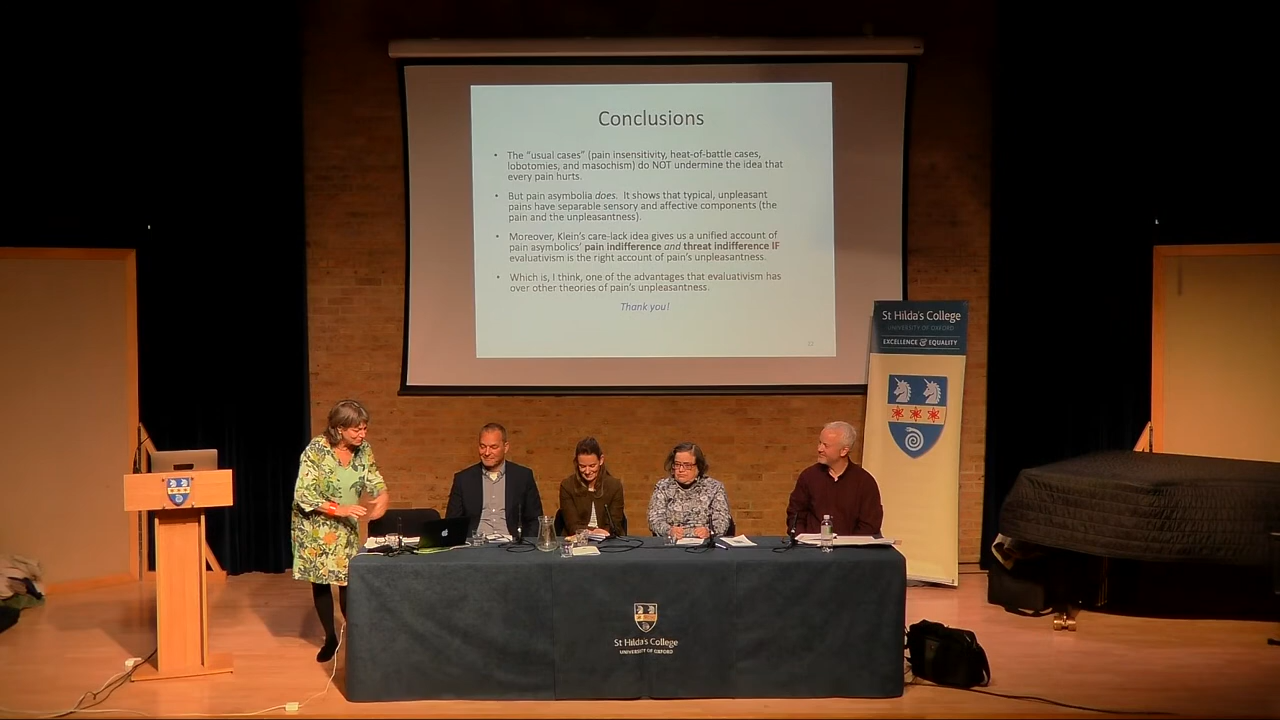 Conclusions
• The “usual cases” (pain insensitivity, heat-of-battle cases,
lobotomies, and masochism) do NOT undermine the idea that
every pain hurts.
• But pain asymbolia does. It shows that typical, unpleasant
pains have separable sensory and affective components (the
pain and the unpleasantness).
• Moreover, Klein's care-lack idea gives us a unified account of
pain asymbolics' pain indifference and threat indifference IF
evaluativism is the right account of pain's unpleasantness.
• Which is, I think, one of the advantages that evaluativism has
over other theories of pain's unpleasantness.
Thank you!
St Hilda's College
UNIVERSITY OF OXFORD
EXCELLENCE & EQUALITY
St Hilda's College
UNIVERSITY OF OXFORD